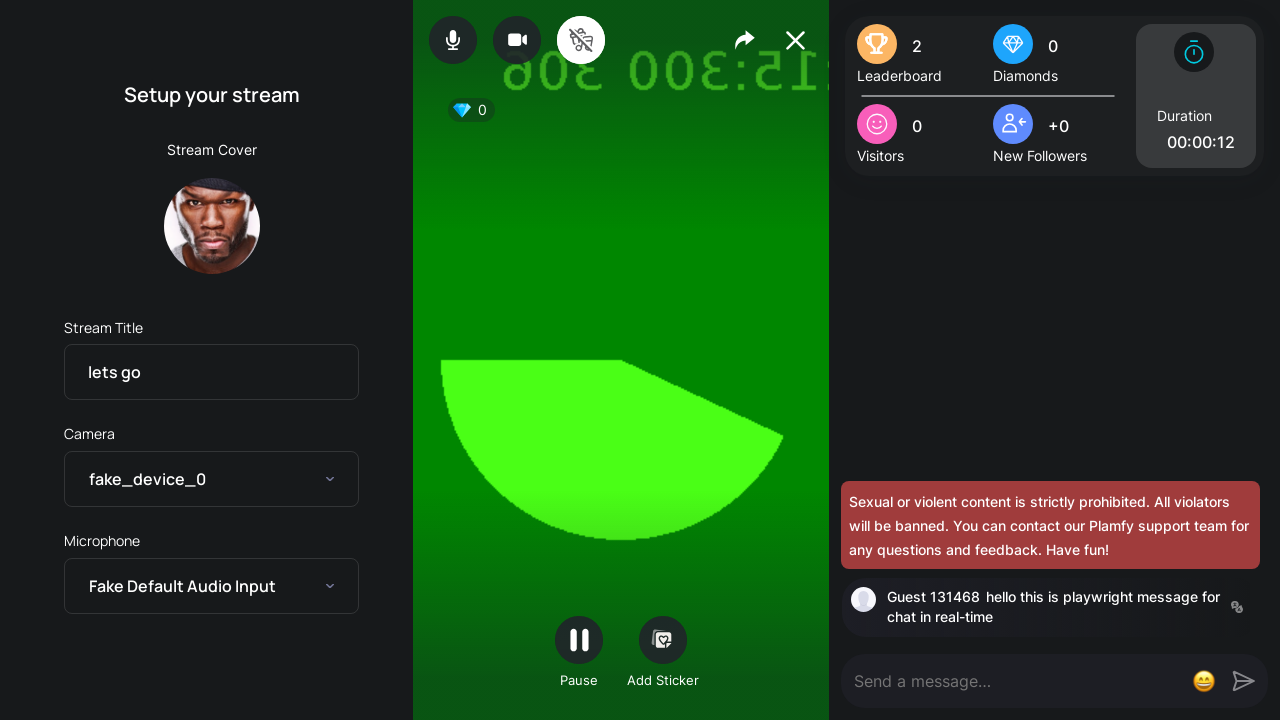 Setup your stream
Stream Cover
Stream Title
lets go
Camera
fake_device_0
Microphone
Fake Default Audio Input
:15:300 306
0
Pause
Add Sticker
2
Leaderboard
0
Diamonds
0
Visitors
+0
New Followers
Duration
00:00:12
Sexual or violent content is strictly prohibited. All violators
will be banned. You can contact our Plamfy support team for
any questions and feedback. Have fun!
Guest 131468 hello this is playwright message for
chat in real-time
Send a message...